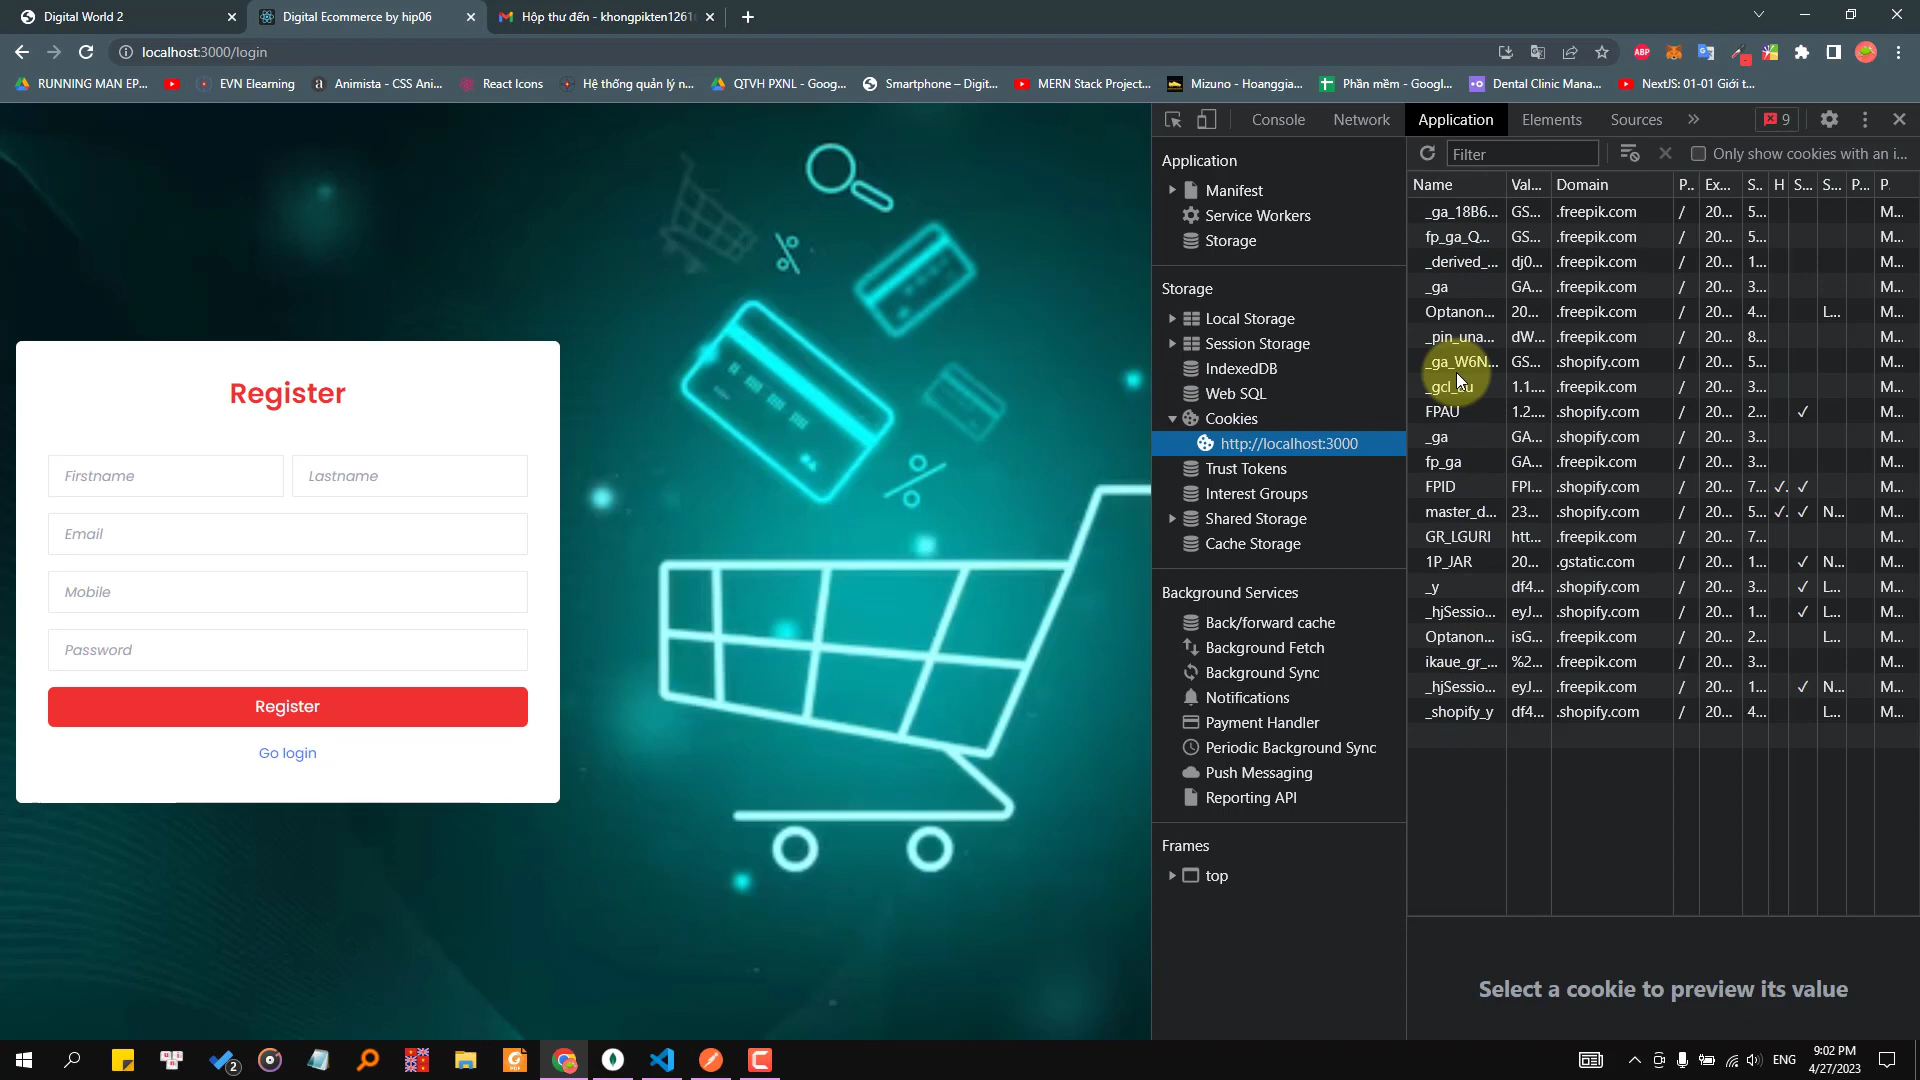 Digital World 2
Digital Ecommerce by hip06
Hộp thư đến - khongpikten1261
localhost:3000/login
RUNNING MAN EP...
EVN Elearning
Animista - CSS Ani...
React Icons
Hệ thống quản lý n...
QTVH PXNL - Goog...
Smartphone – Digit...
MERN Stack Project...
Mizuno - Hoanggia...
Phần mềm - Googl...
Dental Clinic Mana...
NextJS: 01-01 Giới t...
Register
Firstname
Lastname
Email
Mobile
Password
Register
Go login
Console
Network
Application
Elements
Sources
9
Application
Manifest
Service Workers
Storage
Storage
Local Storage
Session Storage
IndexedDB
Web SQL
Cookies
http://localhost:3000
Trust Tokens
Interest Groups
Shared Storage
Cache Storage
Background Services
Back/forward cache
Background Fetch
Background Sync
Notifications
Payment Handler
Periodic Background Sync
Push Messaging
Reporting API
Frames
top
Filter
Only show cookies with an i...
Name Val... Domain P.. Ex... S.. H S... S... P... P.
_ga_18B6... GS... .freepik.com / 20... 5... M...
fp_ga_Q... GS... .freepik.com / 20... 5... M...
_derived_... dj0... .freepik.com / 20... 1... M...
_ga GA... .freepik.com / 20... 3... M...
Optanon... 20... .freepik.com / 20... 4... L... M...
_pin_una... dW... .freepik.com / 20... 8... M...
_ga_W6N... GS... .shopify.com / 20... 5... M...
_gcl_au 1.1.... .freepik.com / 20... 3... M...
FPAU 1.2.... .shopify.com / 20... 2... ✓ M...
_ga GA... .shopify.com / 20... 3... M...
fp_ga GA... .freepik.com / 20... 3... M...
FPID FPI... .shopify.com / 20... 7... ✓. ✓ M...
master_d... 23... .shopify.com / 20... 5... ✓. ✓ N... M...
GR_LGURI htt... .freepik.com / 20... 7... M...
1P_JAR 20... .gstatic.com / 20... 1... ✓ N... M...
_y df4... .shopify.com / 20... 3... ✓ L... M...
_hjSessio... eyJ... .shopify.com / 20... 1... ✓ L... M...
Optanon... isG... .freepik.com / 20... 2... L... M...
ikaue_gr_... %2... .freepik.com / 20... 3... M...
_hjSessio... eyJ... .freepik.com / 20... 1... ✓ N... M...
_shopify_y df4... .shopify.com / 20... 4... L... M...
Select a cookie to preview its value
2
ENG
9:02 PM
4/27/2023